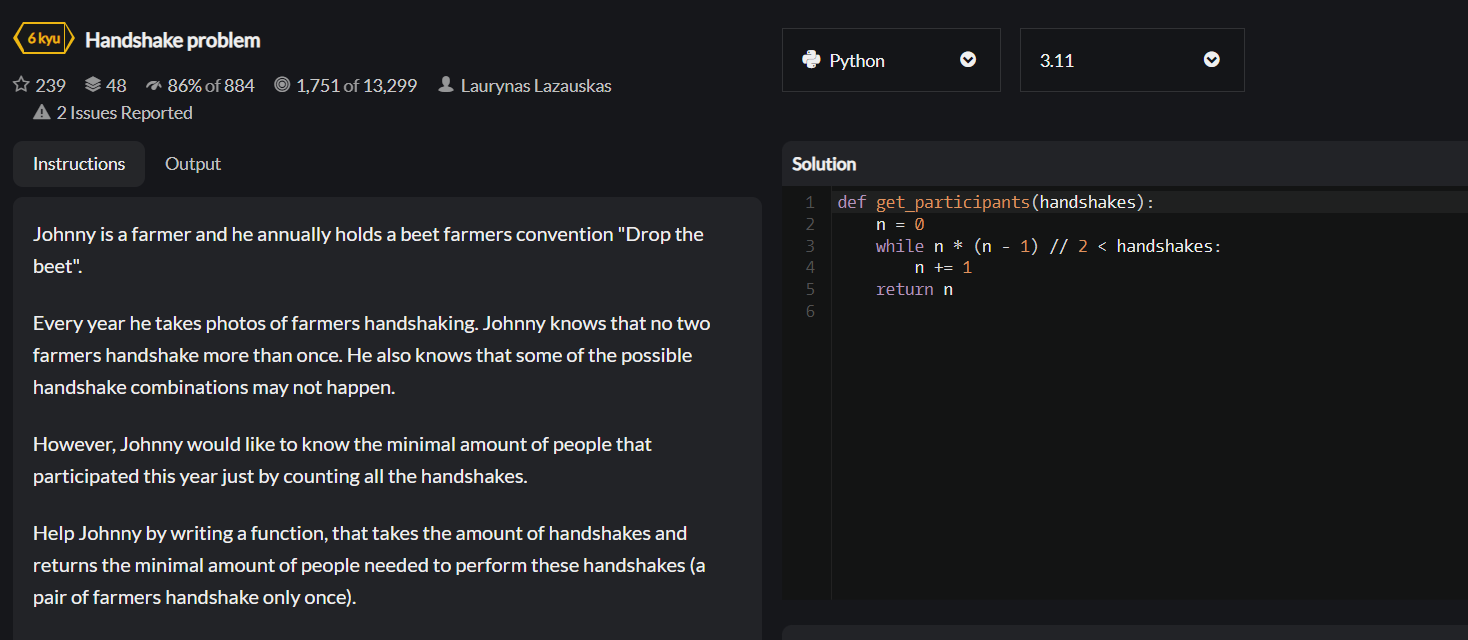 6 kyu Handshake problem
239 48 86% of 884 1,751 of 13,299 Laurynas Lazauskas
2 Issues Reported
Instructions Output
Johnny is a farmer and he annually holds a beet farmers convention "Drop the
beet".
Every year he takes photos of farmers handshaking. Johnny knows that no two
farmers handshake more than once. He also knows that some of the possible
handshake combinations may not happen.
However, Johnny would like to know the minimal amount of people that
participated this year just by counting all the handshakes.
Help Johnny by writing a function, that takes the amount of handshakes and
returns the minimal amount of people needed to perform these handshakes (a
pair of farmers handshake only once).
Python 3.11
Solution
1 def get_participants(handshakes):
2     n = 0
3     while n * (n - 1) // 2 < handshakes:
4         n += 1
5     return n
6